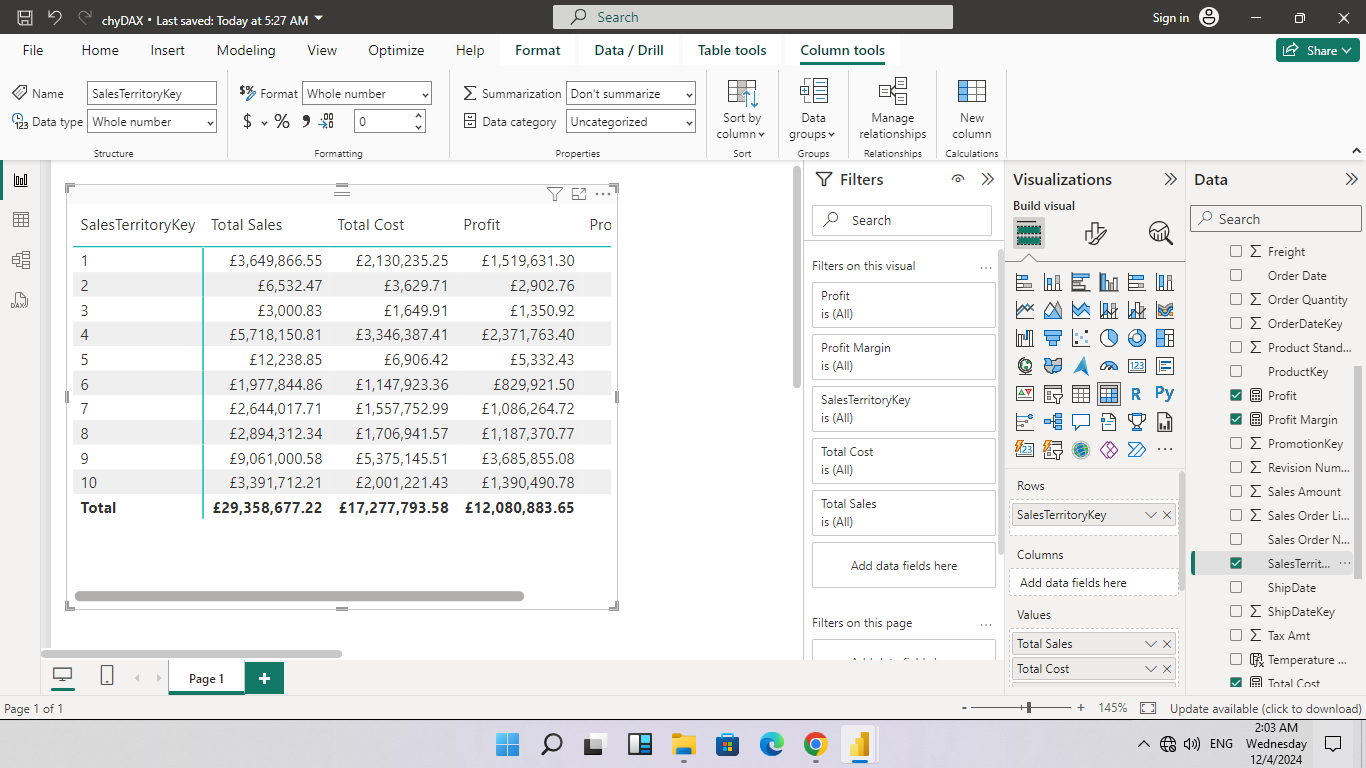 chyDAX • Last saved: Today at 5:27 AM
Search
Sign in
File Home Insert Modeling View Optimize Help Format Data / Drill Table tools Column tools
Share
Name SalesTerritoryKey
Data type Whole number
Structure
Format Whole number
$ % 0
Formatting
Summarization Don't summarize
Data category Uncategorized
Properties
Sort by
column
Sort
Data
groups
Groups
Manage
relationships
Relationships
New
column
Calculations
SalesTerritoryKey Total Sales Total Cost Profit Pro
1 £3,649,866.55 £2,130,235.25 £1,519,631.30
2 £6,532.47 £3,629.71 £2,902.76
3 £3,000.83 £1,649.91 £1,350.92
4 £5,718,150.81 £3,346,387.41 £2,371,763.40
5 £12,238.85 £6,906.42 £5,332.43
6 £1,977,844.86 £1,147,923.36 £829,921.50
7 £2,644,017.71 £1,557,752.99 £1,086,264.72
8 £2,894,312.34 £1,706,941.57 £1,187,370.77
9 £9,061,000.58 £5,375,145.51 £3,685,855.08
10 £3,391,712.21 £2,001,221.43 £1,390,490.78
Total £29,358,677.22 £17,277,793.58 £12,080,883.65
Filters
Search
Filters on this visual ...
Profit
is (All)
Profit Margin
is (All)
SalesTerritoryKey
is (All)
Total Cost
is (All)
Total Sales
is (All)
Add data fields here
Filters on this page ...
Visualizations
Build visual
R Py
123
Rows
SalesTerritoryKey
Columns
Add data fields here
Values
Total Sales
Total Cost
Data
Search
Freight
Order Date
Order Quantity
OrderDateKey
Product Stand...
ProductKey
Profit
Profit Margin
PromotionKey
Revision Num...
Sales Amount
Sales Order Li...
Sales Order N...
SalesTerrit... ...
ShipDate
ShipDateKey
Tax Amt
Temperature ...
Total Cost
Page 1
Page 1 of 1
- + 145%
Update available (click to download)
ENG
2:03 AM
Wednesday
12/4/2024